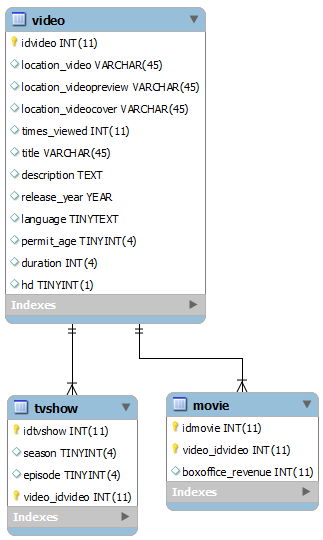 video
idvideo INT(11)
location_video VARCHAR(45)
location_videopreview VARCHAR(45)
location_videocover VARCHAR(45)
times_viewed INT(11)
title VARCHAR(45)
description TEXT
release_year YEAR
language TINYTEXT
permit_age TINYINT(4)
duration INT(4)
hd TINYINT(1)
Indexes
tvshow
idtvshow INT(11)
season TINYINT(4)
episode TINYINT(4)
video_idvideo INT(11)
Indexes
movie
idmovie INT(11)
video_idvideo INT(11)
boxoffice_revenue INT(11)
Indexes